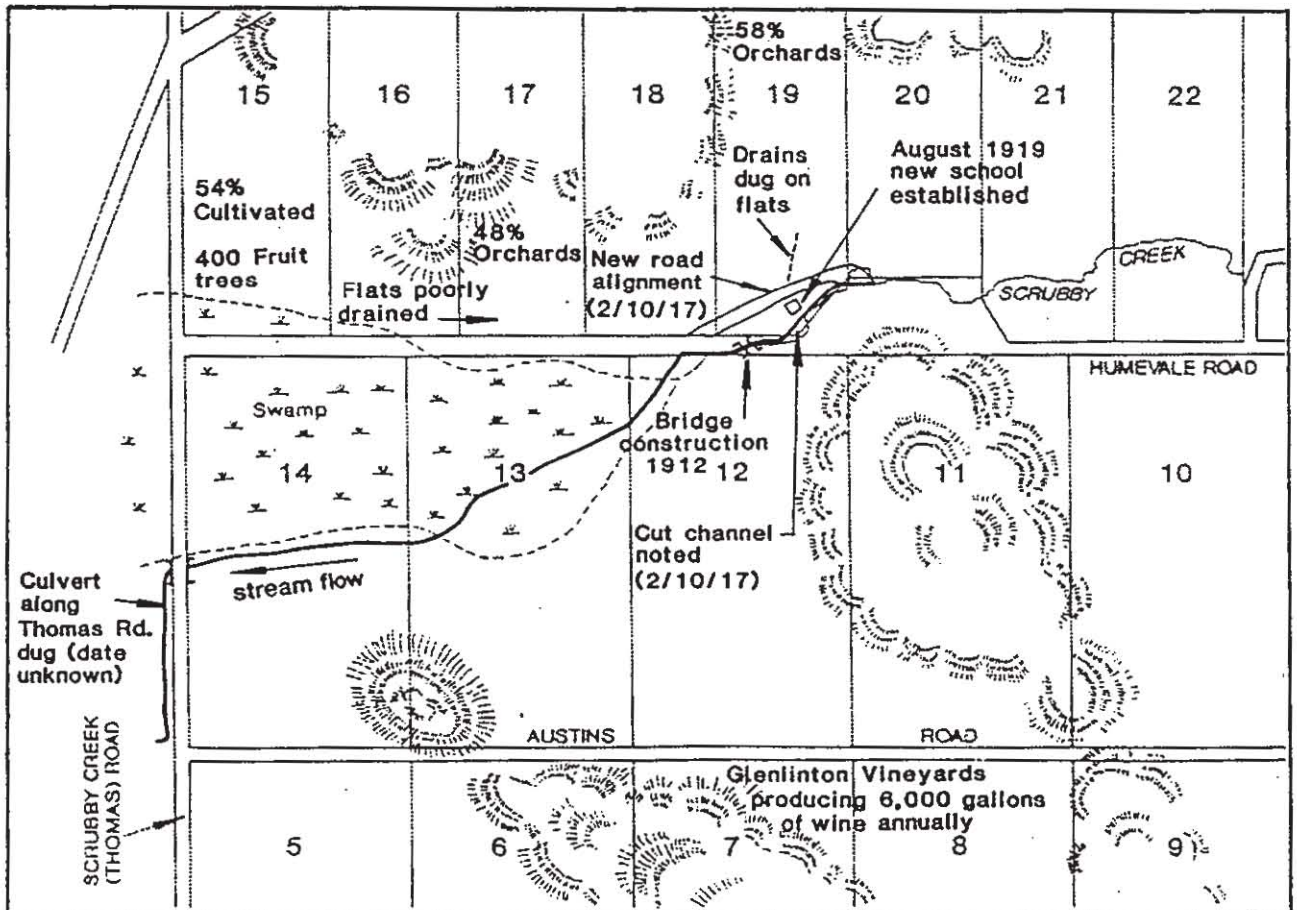 58%
Orchards
15
16
17
18
19
20
21
22
Drains
dug on
flats
August 1919
new school
established
54%
Cultivated
400 Fruit
trees
48%
Orchards
New road
alignment
(2/10/17)
Flats poorly
drained
CREEK
SCRUBBY
HUMEVALE ROAD
Swamp
14
13
12
11
10
Bridge
construction
1912
Cut channel
noted
(2/10/17)
stream flow
Culvert
along
Thomas Rd.
dug (date
unknown)
AUSTINS
ROAD
SCRUBBY CREEK
(THOMAS) ROAD
Glenlinton Vineyards
producing 6,000 gallons
of wine annually
5
6
7
8
9